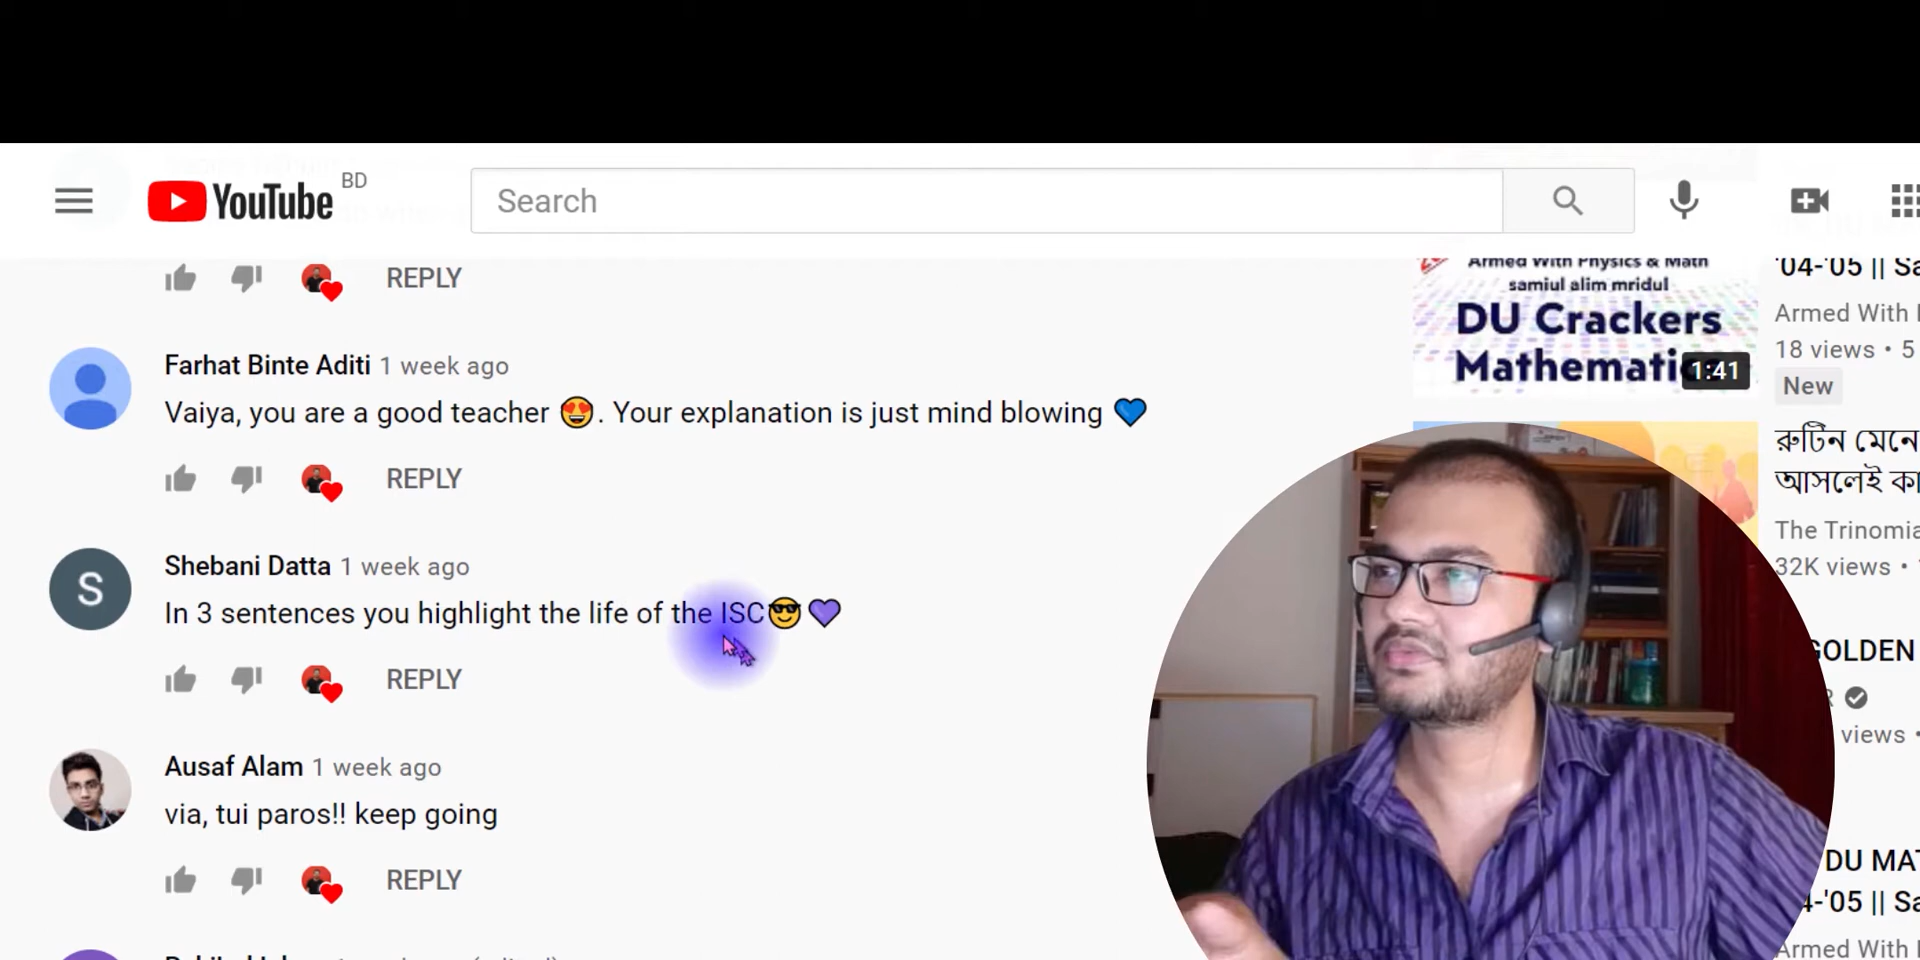 YouTube BD
Search
REPLY
Farhat Binte Aditi 1 week ago
Vaiya, you are a good teacher 😍. Your explanation is just mind blowing 💙
REPLY
Shebani Datta 1 week ago
In 3 sentences you highlight the life of the ISC😎💜
REPLY
S
Ausaf Alam 1 week ago
via, tui paros!! keep going
REPLY
Armed With Physics & Math
samiul alim mridul
DU Crackers
1:41
'04-'05 || Sa
Armed With
18 views • 5
New
রুটিন মেনে
আসলেই
The Trinomia
32K views •
GOLDEN
views •
DU MA
-'05 || Sa
Armed With